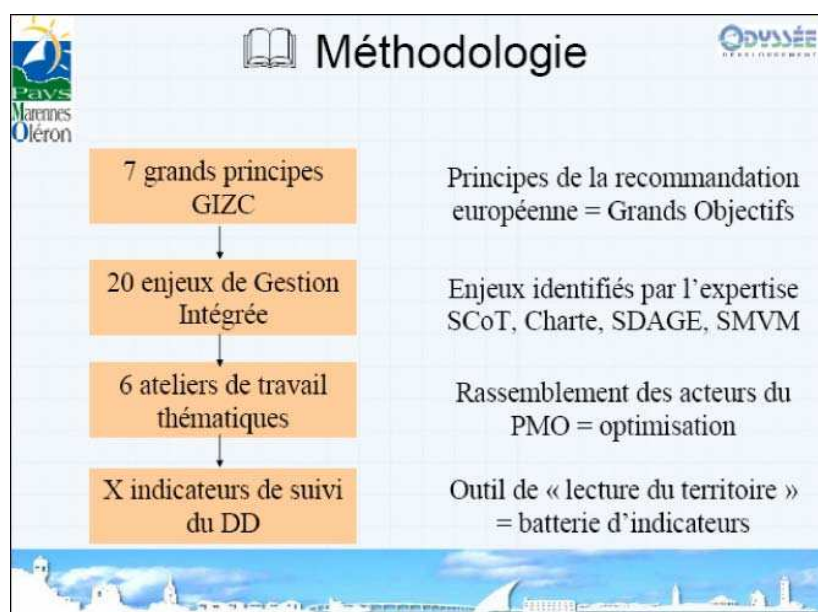 Méthodologie
ODYSSÉE
DEVELOPPEMENT
Pays
Marennes
Oléron
7 grands principes
GIZC
Principes de la recommandation
européenne = Grands Objectifs
20 enjeux de Gestion
Intégrée
Enjeux identifiés par l’expertise
SCoT, Charte, SDAGE, SMVM
6 ateliers de travail
thématiques
Rassemblement des acteurs du
PMO = optimisation
X indicateurs de suivi
du DD
Outil de « lecture du territoire »
= batterie d’indicateurs